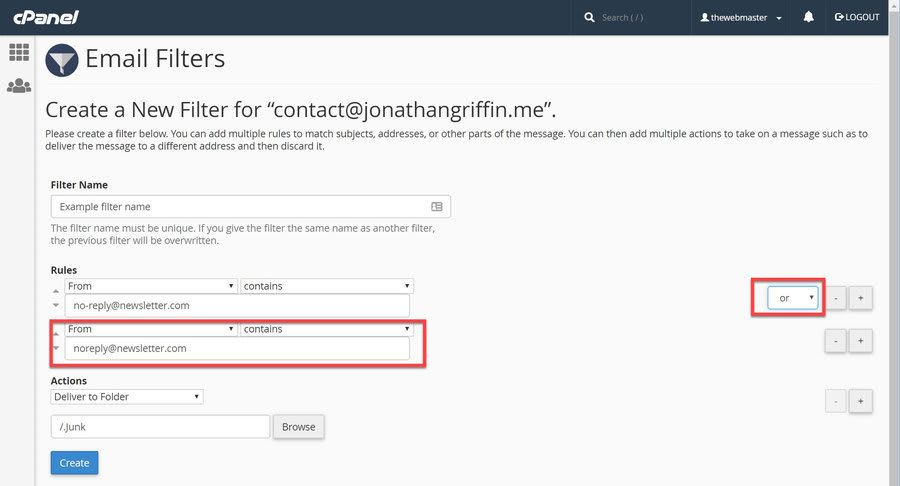 cPanel
Search ( / )
thewebmaster
LOGOUT
Email Filters
Create a New Filter for “contact@jonathangriffin.me”.
Please create a filter below. You can add multiple rules to match subjects, addresses, or other parts of the message. You can then add multiple actions to take on a message such as to
deliver the message to a different address and then discard it.
Filter Name
Example filter name
The filter name must be unique. If you give the filter the same name as another filter,
the previous filter will be overwritten.
Rules
From contains
no-reply@newsletter.com
or - +
From contains
noreply@newsletter.com
- +
Actions
Deliver to Folder
- +
/.Junk Browse
Create